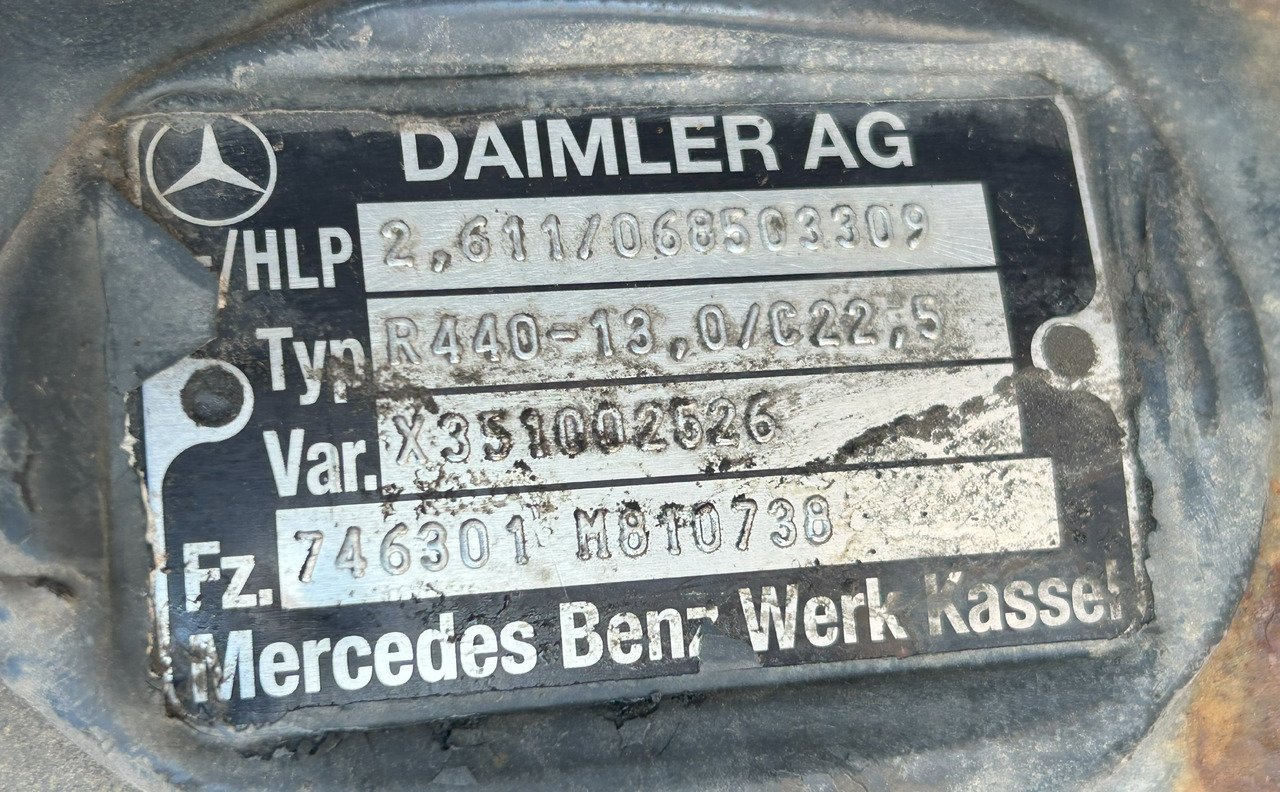 DAIMLER AG
-/HLP 2,611/068503309
Typ R440-13,0/C22,5
Var. X351002526
Fz. 746301 M810738
Mercedes Benz Werk Kassel